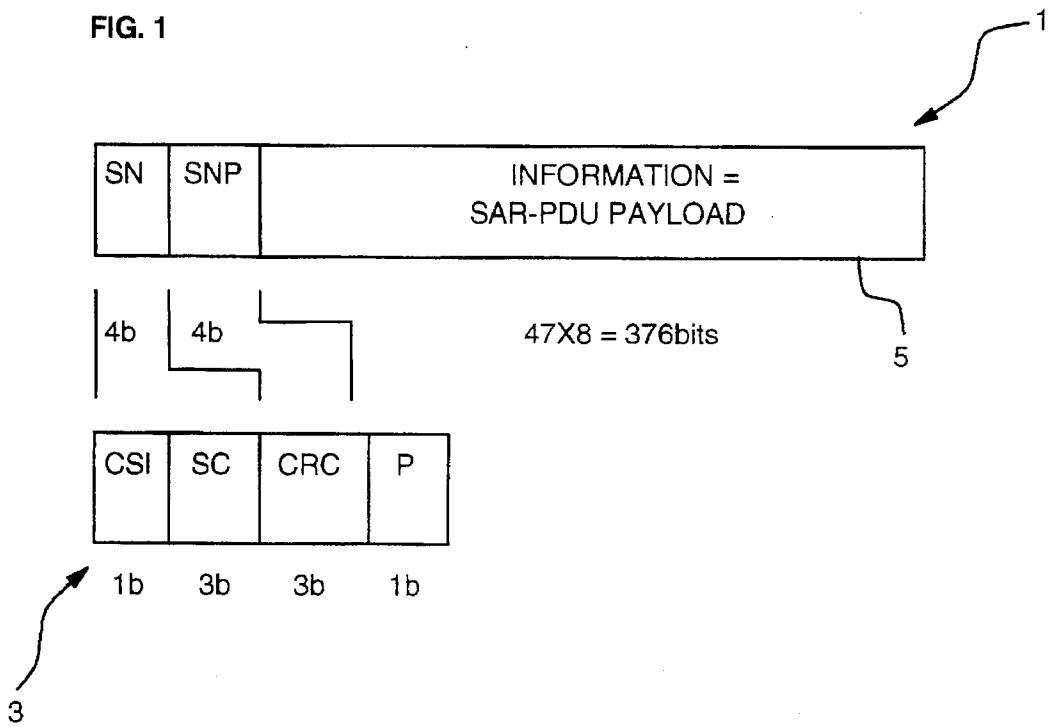 FIG. 1
1
SN SNP INFORMATION =
SAR-PDU PAYLOAD
4b 4b 47X8 = 376bits
5
CSI SC CRC P
1b 3b 3b 1b
3